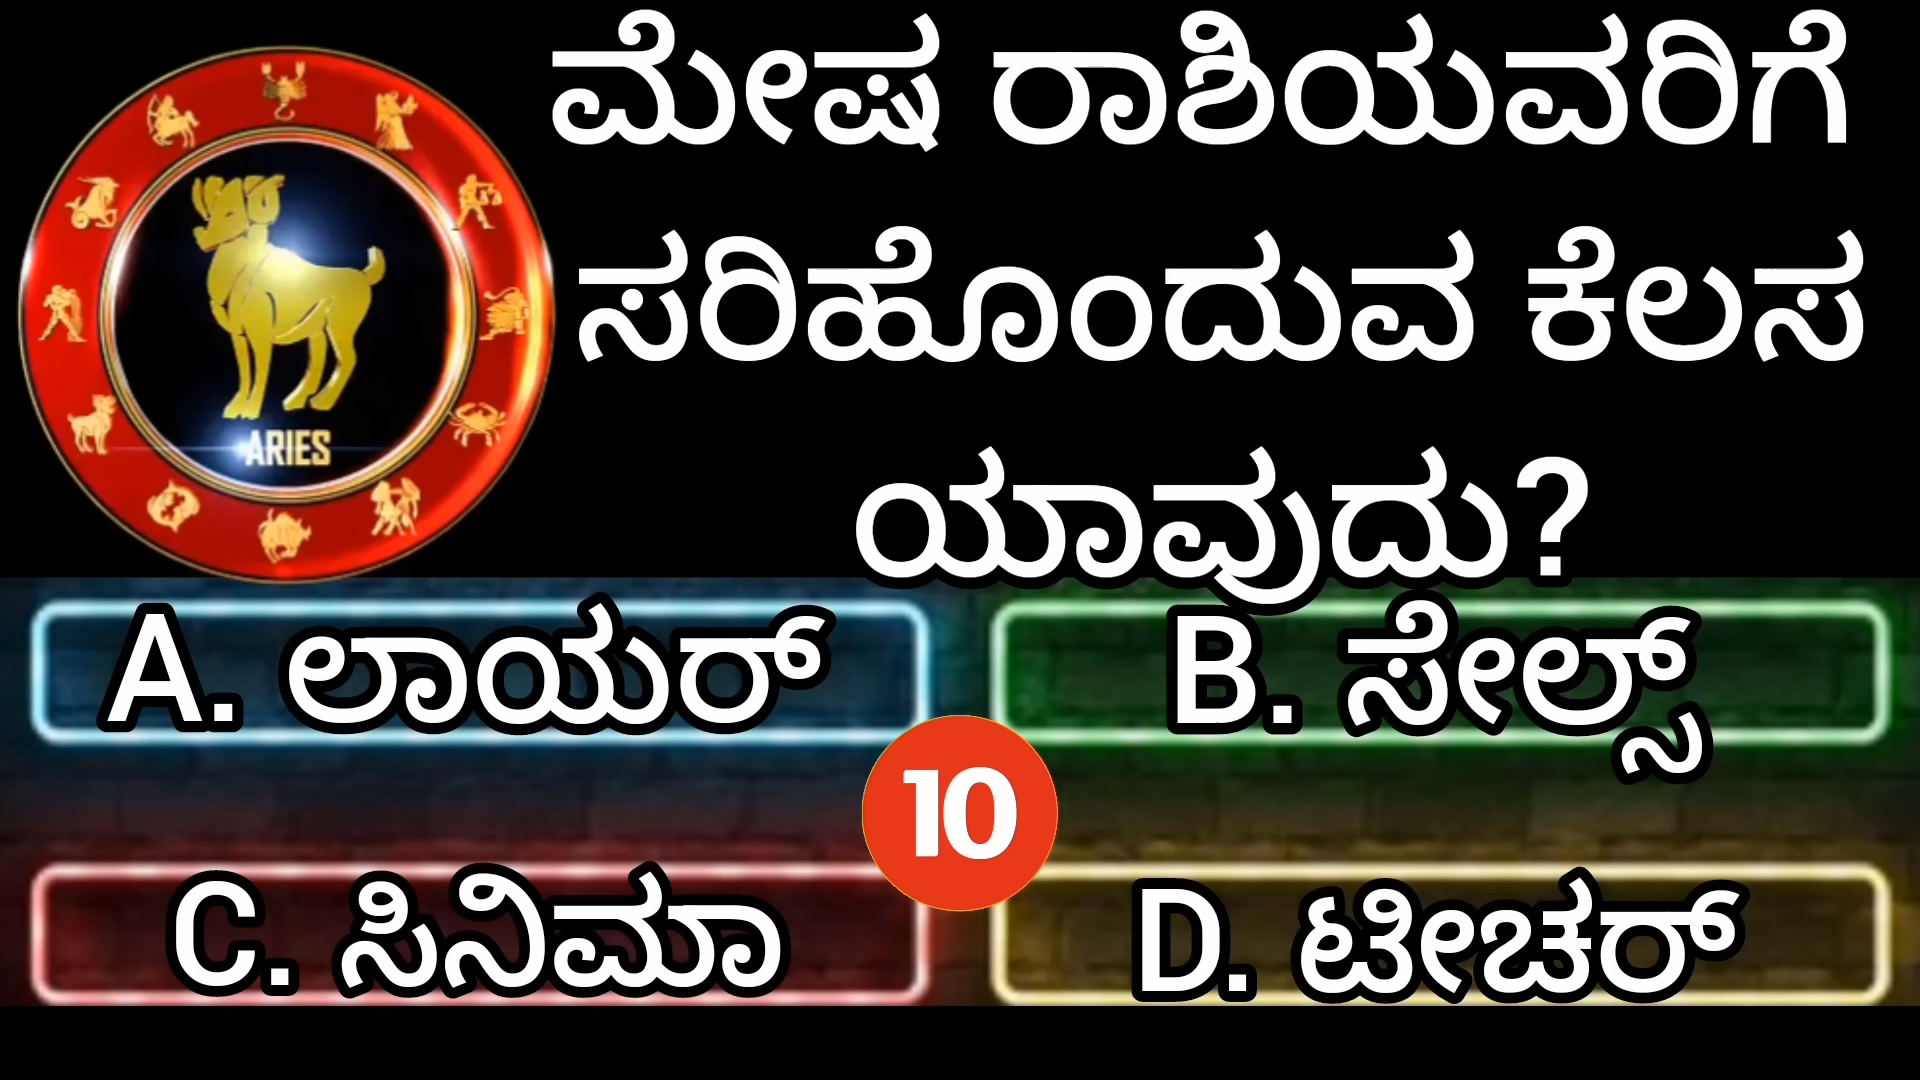 ಮೇಷ ರಾಶಿಯವರಿಗೆ
ಸರಿಹೊಂದುವ ಕೆಲಸ
ಯಾವುದು?
ARIES
A. ಲಾಯರ್
B. ಸೇಲ್ಸ್
10
C. ಸಿನಿಮಾ
D. ಟೀಚರ್